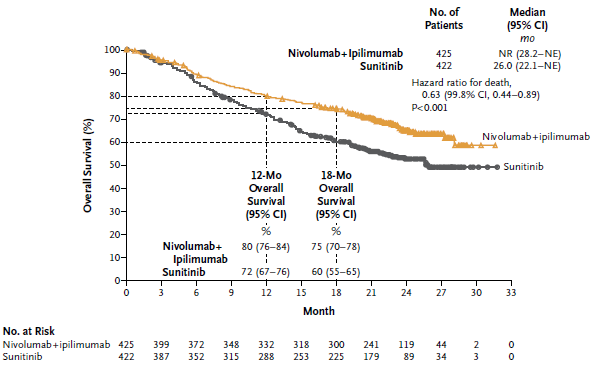 No. of
Patients
Median
(95% CI)
mo
Nivolumab+Ipilimumab 425 NR (28.2–NE)
Sunitinib 422 26.0 (22.1–NE)
Hazard ratio for death,
0.63 (99.8% CI, 0.44–0.89)
P<0.001
Overall Survival (%)
100
90
80
70
60
50
40
30
20
10
0
Nivolumab+ipilimumab
Sunitinib
12-Mo
Overall
Survival
(95% CI)
18-Mo
Overall
Survival
(95% CI)
% %
Nivolumab+
Ipilimumab
80 (76–84) 75 (70–78)
Sunitinib 72 (67–76) 60 (55–65)
0 3 6 9 12 15 18 21 24 27 30 33
Month
No. at Risk
Nivolumab+ipilimumab 425 399 372 348 332 318 300 241 119 44 2 0
Sunitinib 422 387 352 315 288 253 225 179 89 34 3 0